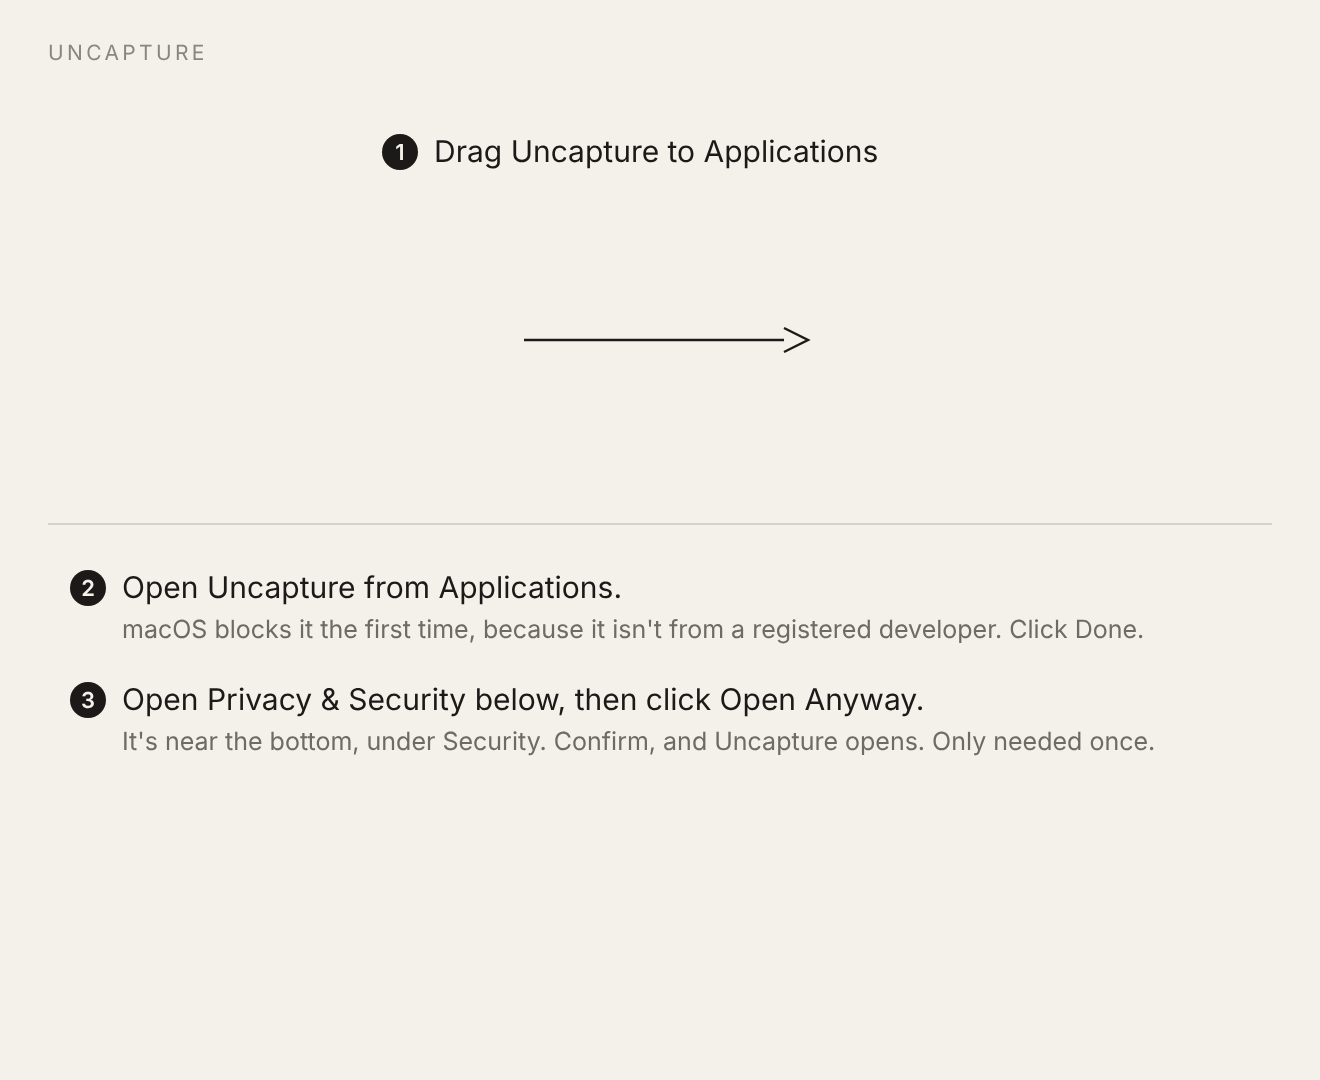 UNCAPTURE
1 Drag Uncapture to Applications
2 Open Uncapture from Applications.
macOS blocks it the first time, because it isn't from a registered developer. Click Done.
3 Open Privacy & Security below, then click Open Anyway.
It's near the bottom, under Security. Confirm, and Uncapture opens. Only needed once.